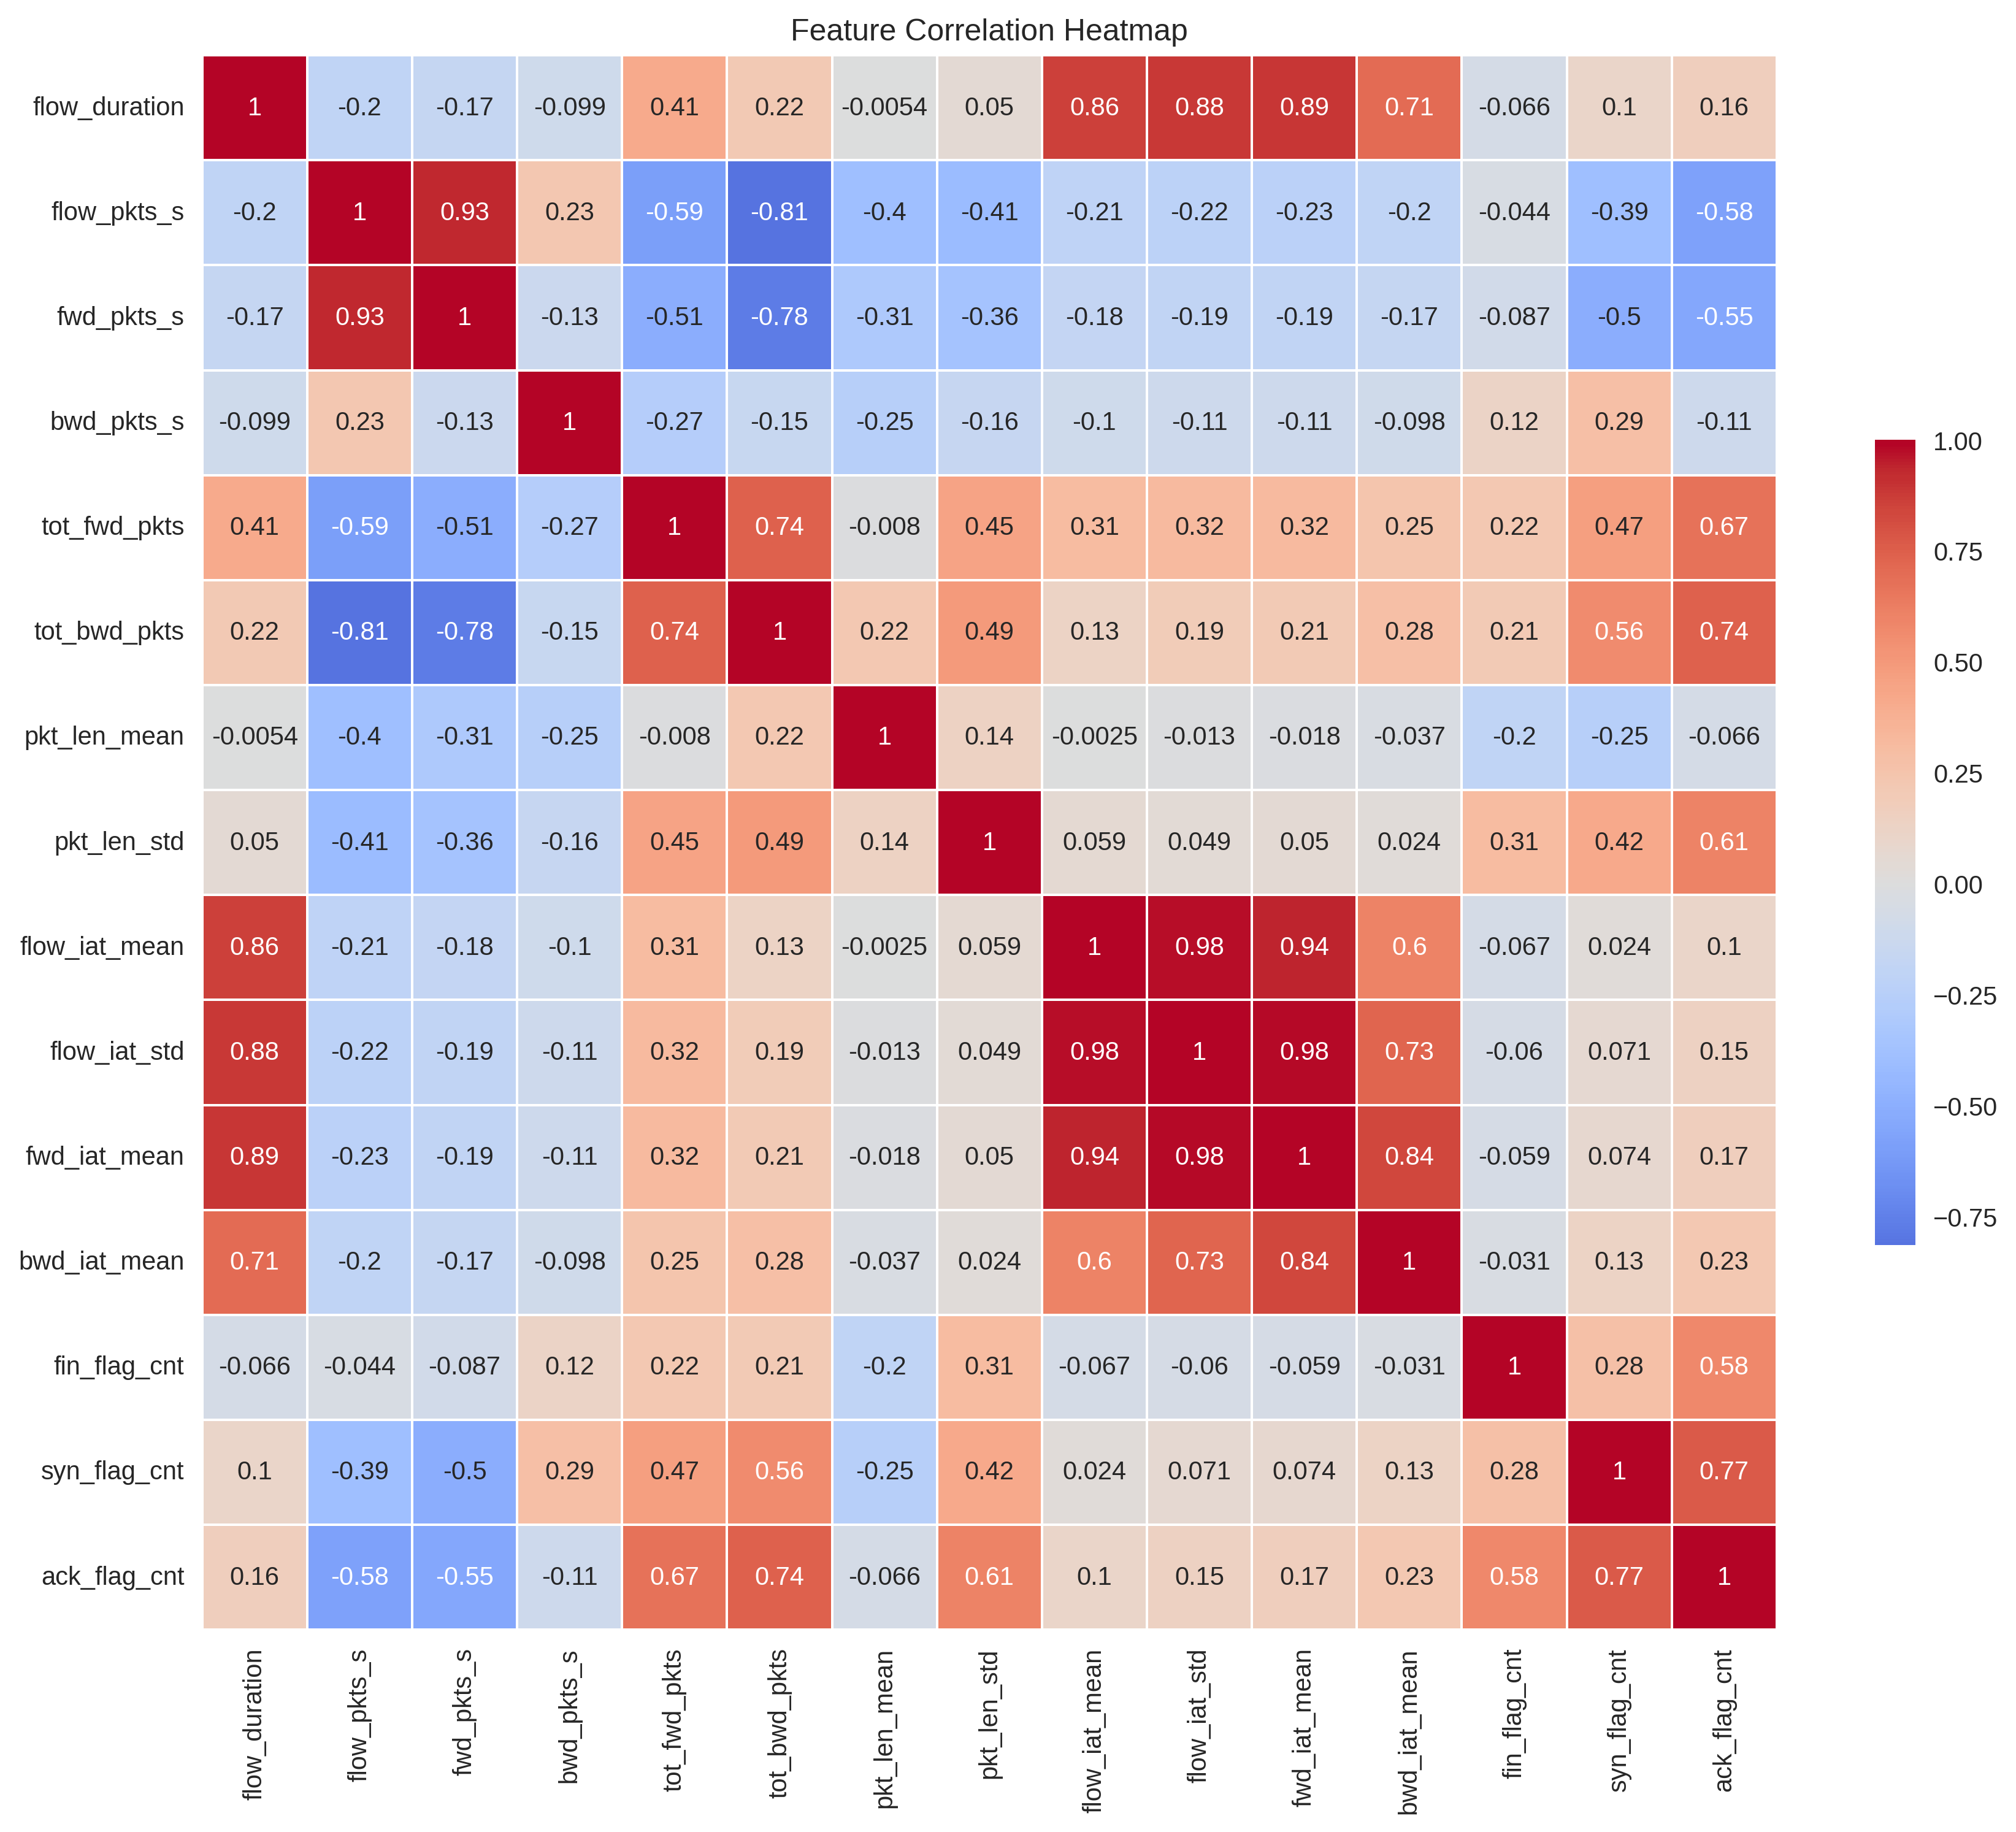 Feature Correlation Heatmap
flow_duration 1 -0.2 -0.17 -0.099 0.41 0.22 -0.0054 0.05 0.86 0.88 0.89 0.71 -0.066 0.1 0.16
flow_pkts_s -0.2 1 0.93 0.23 -0.59 -0.81 -0.4 -0.41 -0.21 -0.22 -0.23 -0.2 -0.044 -0.39 -0.58
fwd_pkts_s -0.17 0.93 1 -0.13 -0.51 -0.78 -0.31 -0.36 -0.18 -0.19 -0.19 -0.17 -0.087 -0.5 -0.55
bwd_pkts_s -0.099 0.23 -0.13 1 -0.27 -0.15 -0.25 -0.16 -0.1 -0.11 -0.11 -0.098 0.12 0.29 -0.11
tot_fwd_pkts 0.41 -0.59 -0.51 -0.27 1 0.74 -0.008 0.45 0.31 0.32 0.32 0.25 0.22 0.47 0.67
tot_bwd_pkts 0.22 -0.81 -0.78 -0.15 0.74 1 0.22 0.49 0.13 0.19 0.21 0.28 0.21 0.56 0.74
pkt_len_mean -0.0054 -0.4 -0.31 -0.25 -0.008 0.22 1 0.14 -0.0025 -0.013 -0.018 -0.037 -0.2 -0.25 -0.066
pkt_len_std 0.05 -0.41 -0.36 -0.16 0.45 0.49 0.14 1 0.059 0.049 0.05 0.024 0.31 0.42 0.61
flow_iat_mean 0.86 -0.21 -0.18 -0.1 0.31 0.13 -0.0025 0.059 1 0.98 0.94 0.6 -0.067 0.024 0.1
flow_iat_std 0.88 -0.22 -0.19 -0.11 0.32 0.19 -0.013 0.049 0.98 1 0.98 0.73 -0.06 0.071 0.15
fwd_iat_mean 0.89 -0.23 -0.19 -0.11 0.32 0.21 -0.018 0.05 0.94 0.98 1 0.84 -0.059 0.074 0.17
bwd_iat_mean 0.71 -0.2 -0.17 -0.098 0.25 0.28 -0.037 0.024 0.6 0.73 0.84 1 -0.031 0.13 0.23
fin_flag_cnt -0.066 -0.044 -0.087 0.12 0.22 0.21 -0.2 0.31 -0.067 -0.06 -0.059 -0.031 1 0.28 0.58
syn_flag_cnt 0.1 -0.39 -0.5 0.29 0.47 0.56 -0.25 0.42 0.024 0.071 0.074 0.13 0.28 1 0.77
ack_flag_cnt 0.16 -0.58 -0.55 -0.11 0.67 0.74 -0.066 0.61 0.1 0.15 0.17 0.23 0.58 0.77 1
flow_duration
flow_pkts_s
fwd_pkts_s
bwd_pkts_s
tot_fwd_pkts
tot_bwd_pkts
pkt_len_mean
pkt_len_std
flow_iat_mean
flow_iat_std
fwd_iat_mean
bwd_iat_mean
fin_flag_cnt
syn_flag_cnt
ack_flag_cnt
1.00
0.75
0.50
0.25
0.00
−0.25
−0.50
−0.75